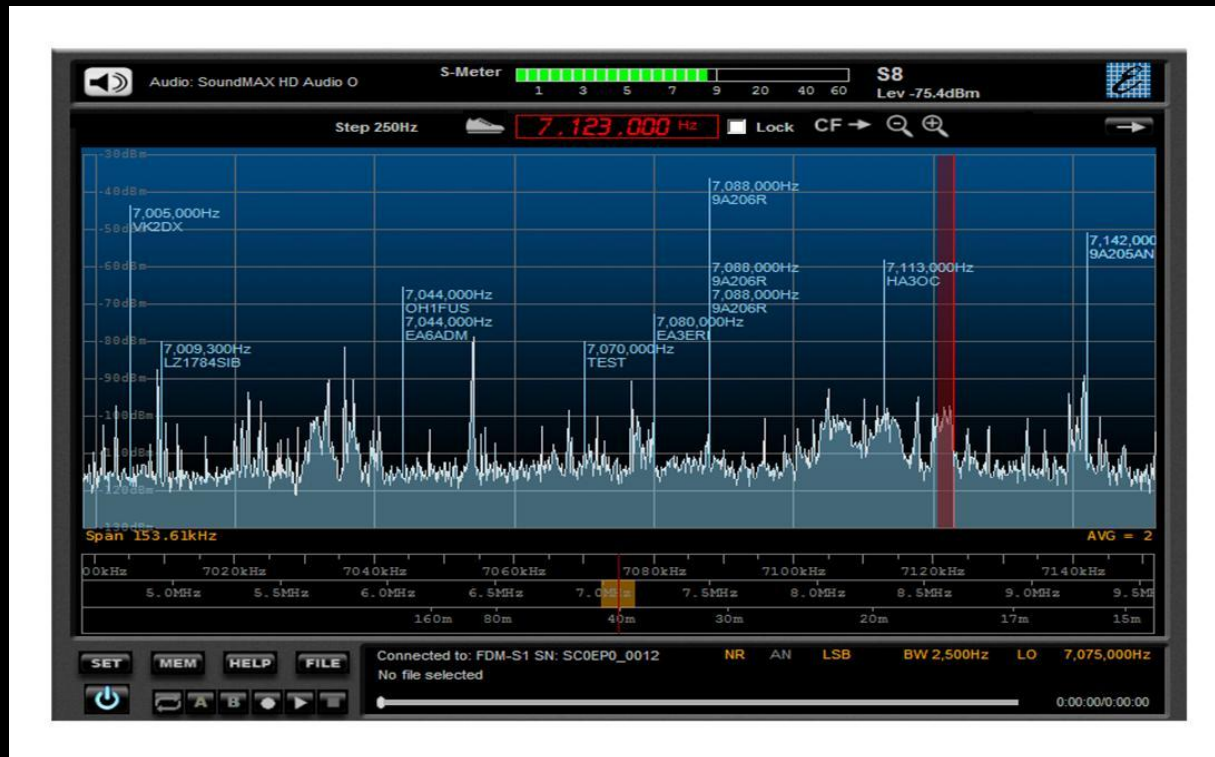 Audio: SoundMAX HD Audio O
S-Meter
1 3 5 7 9 20 40 60
S8
Lev -75.4dBm
Step 250Hz
7.123.000 Hz
Lock
CF
-30dBm
-40dBm
-50dBm
-60dBm
-70dBm
-80dBm
-90dBm
-100dBm
-110dBm
-120dBm
-130dBm
7,005,000Hz
VK2DX
7,009,300Hz
LZ1784SIB
7,044,000Hz
OH1FUS
7,044,000Hz
EA6ADM
7,070,000Hz
TEST
7,080,000Hz
EA3ERI
7,088,000Hz
9A206R
7,088,000Hz
9A206R
7,088,000Hz
9A206R
7,113,000Hz
HA3OC
7,142,000
9A205AN
Span 153.61kHz
AVG = 2
00kHz 7020kHz 7040kHz 7060kHz 7080kHz 7100kHz 7120kHz 7140kHz
5.0MHz 5.5MHz 6.0MHz 6.5MHz 7.0MHz 7.5MHz 8.0MHz 8.5MHz 9.0MHz 9.5M
160m 80m 40m 30m 20m 17m 15m
SET MEM HELP FILE
A B
Connected to: FDM-S1 SN: SC0EP0_0012
NR AN LSB BW 2,500Hz LO 7,075,000Hz
No file selected
0:00:00/0:00:00